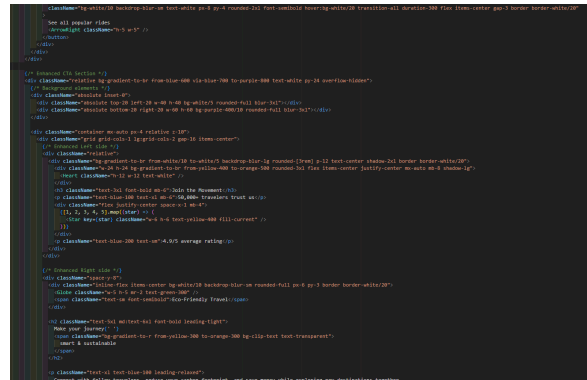 className="bg-white/10 backdrop-blur-sm text-white px-6 py-4 rounded-2xl font-semibold hover:bg-white/20 transition-all duration-300 flex items-center gap-3 border border-white/20"
>
See all popular rides
<ArrowRight className="h-5 w-5" />
</button>
</div>
</div>
</div>
{/* Enhanced CTA Section */}
<div className="relative bg-gradient-to-br from-blue-600 via-blue-700 to-purple-800 text-white py-24 overflow-hidden">
{/* Background elements */}
<div className="absolute inset-0">
<div className="absolute top-20 left-20 w-40 h-40 bg-white/5 rounded-full blur-3xl"></div>
<div className="absolute bottom-20 right-20 w-60 h-60 bg-purple-400/10 rounded-full blur-3xl"></div>
</div>
<div className="container mx-auto px-4 relative z-10">
<div className="grid grid-cols-1 lg:grid-cols-2 gap-16 items-center">
{/* Enhanced Left side */}
<div className="relative">
<div className="bg-gradient-to-br from-white/10 to-white/5 backdrop-blur-lg rounded-[3rem] p-12 text-center shadow-2xl border border-white/20">
<div className="w-24 h-24 bg-gradient-to-br from-yellow-400 to-orange-500 rounded-3xl flex items-center justify-center mx-auto mb-8 shadow-lg">
<Heart className="h-12 w-12 text-white" />
</div>
<h3 className="text-3xl font-bold mb-6">Join the Movement</h3>
<p className="text-blue-100 text-xl mb-6">50,000+ travelers trust us</p>
<div className="flex justify-center space-x-1 mb-4">
{[1, 2, 3, 4, 5].map((star) => (
<Star key={star} className="w-6 h-6 text-yellow-400 fill-current" />
))}
</div>
<p className="text-blue-200 text-sm">4.9/5 average rating</p>
</div>
</div>
{/* Enhanced Right side */}
<div className="space-y-8">
<div className="inline-flex items-center bg-white/10 backdrop-blur-sm rounded-full px-6 py-3 border border-white/20">
<Globe className="w-5 h-5 mr-2 text-green-300" />
<span className="text-sm font-semibold">Eco-Friendly Travel</span>
</div>
<h2 className="text-5xl md:text-6xl font-bold leading-tight">
Make your journey{' '}
<span className="bg-gradient-to-r from-yellow-300 to-orange-300 bg-clip-text text-transparent">
smart & sustainable
</span>
</h2>
<p className="text-xl text-blue-100 leading-relaxed">